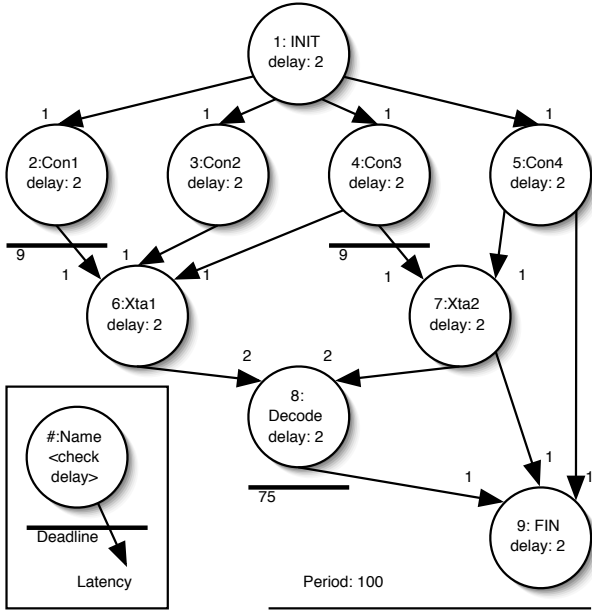 1: INIT
delay: 2
1
1
1
1
2:Con1
delay: 2
3:Con2
delay: 2
4:Con3
delay: 2
5:Con4
delay: 2
9
9
1
1
1
1
1
6:Xta1
delay: 2
7:Xta2
delay: 2
2
2
8:
Decode
delay: 2
75
1
1
1
9: FIN
delay: 2
#:Name
<check
delay>
Deadline
Latency
Period: 100